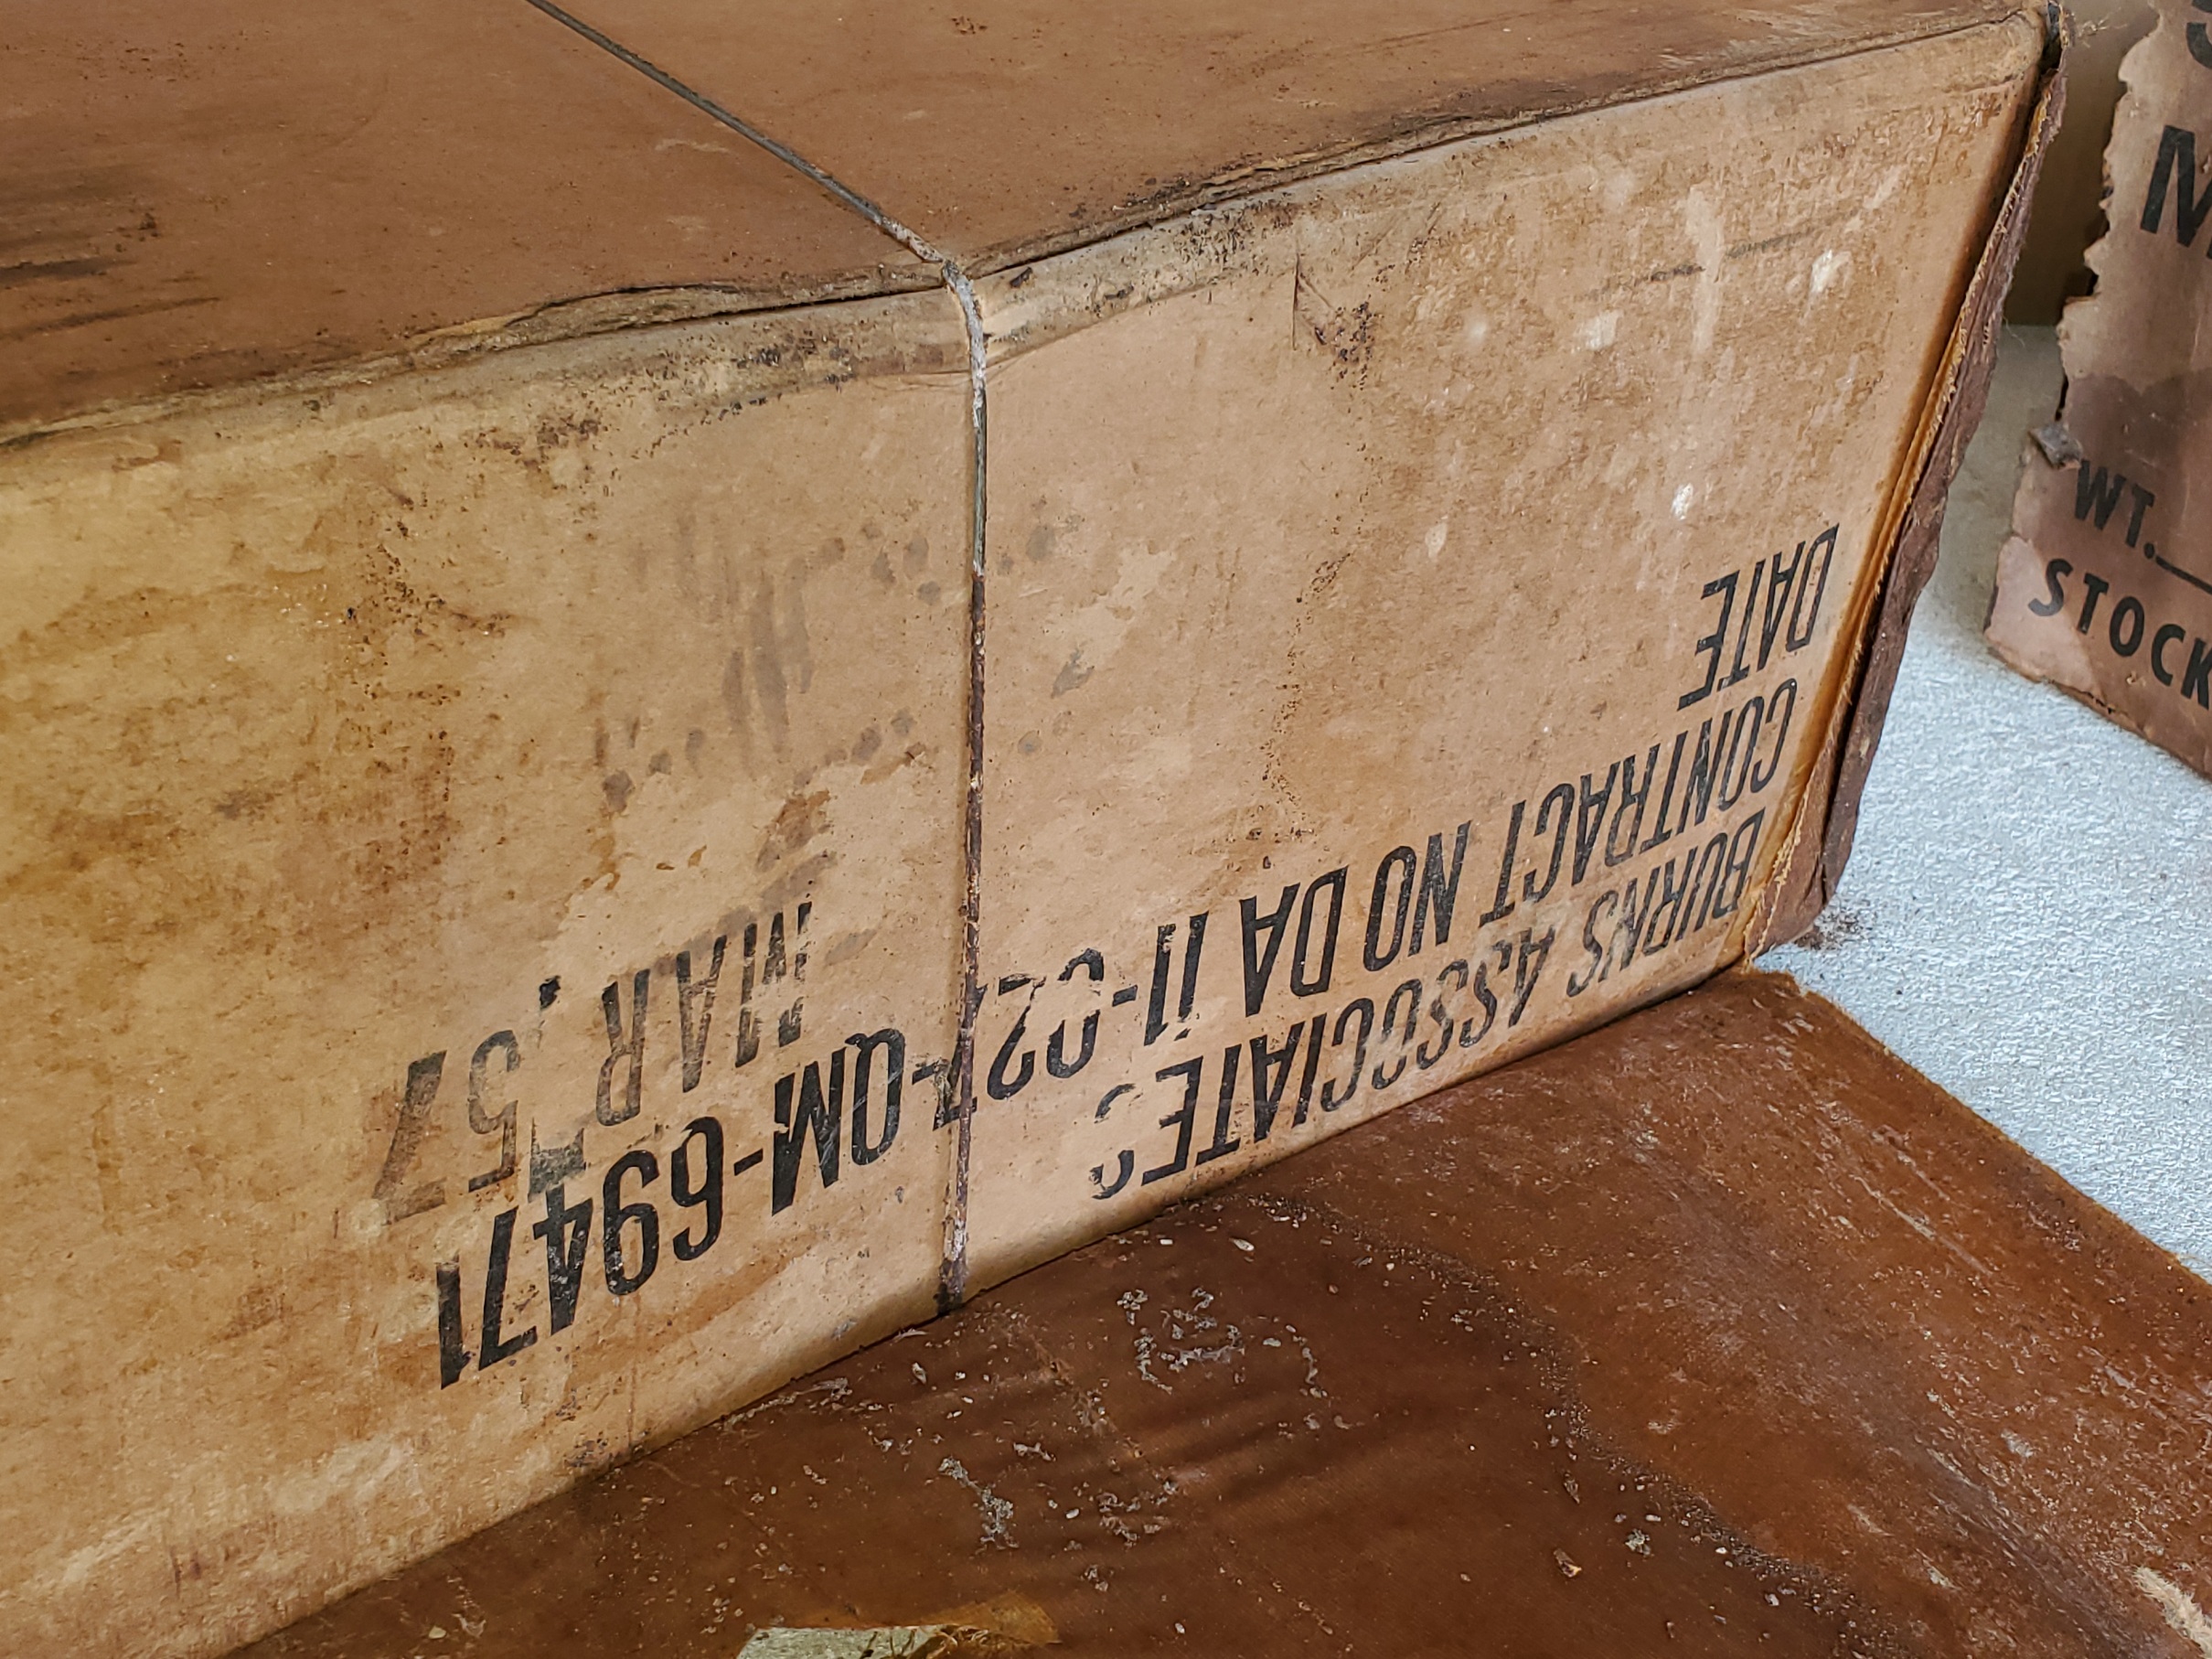 BURNS ASSOCIATES
CONTRACT NO DA 11-027-QM-69471
DATE MAR. 57
WT.
STOCK